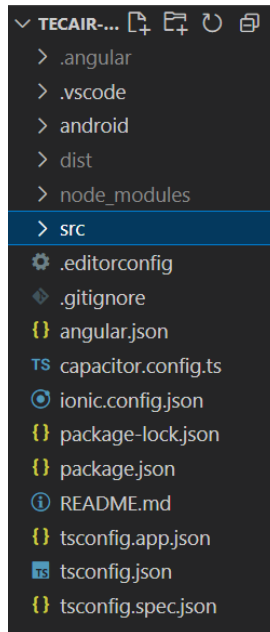 TECAIR-...
.angular
.vscode
android
dist
node_modules
src
.editorconfig
.gitignore
{} angular.json
TS capacitor.config.ts
ionic.config.json
{} package-lock.json
{} package.json
README.md
{} tsconfig.app.json
TS tsconfig.json
{} tsconfig.spec.json